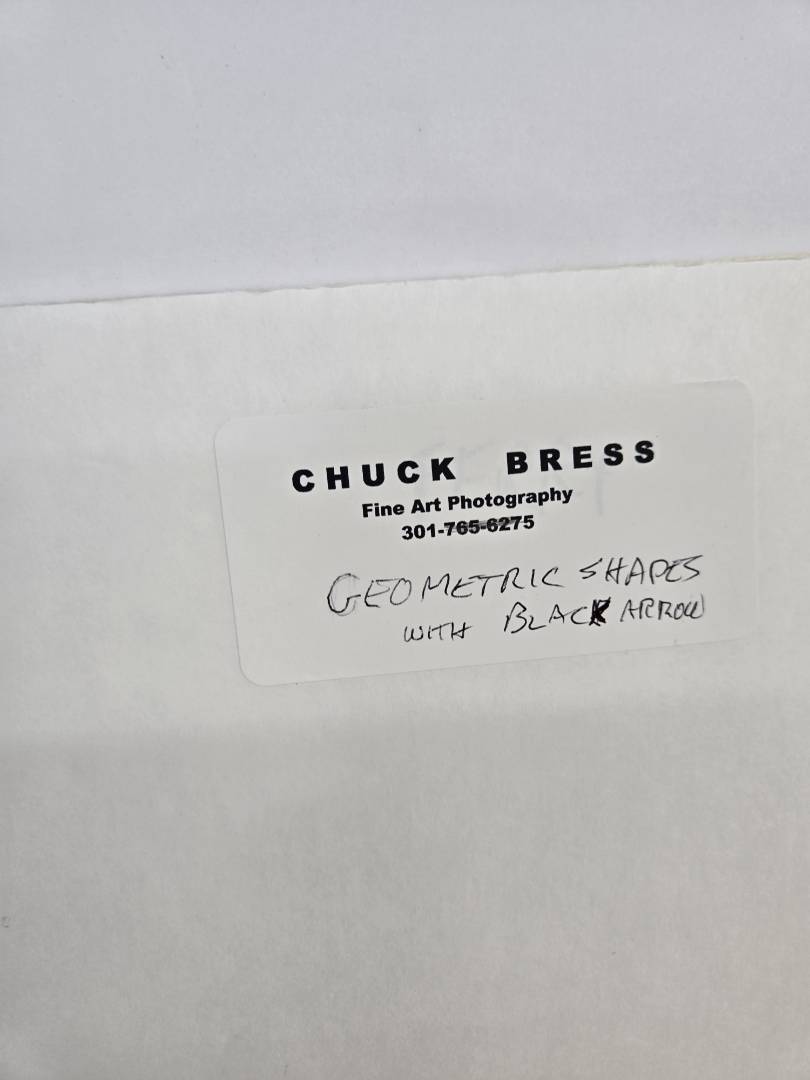 CHUCK BRESS
Fine Art Photography
301-765-6275
GEOMETRIC SHAPES
WITH BLACK ARROW